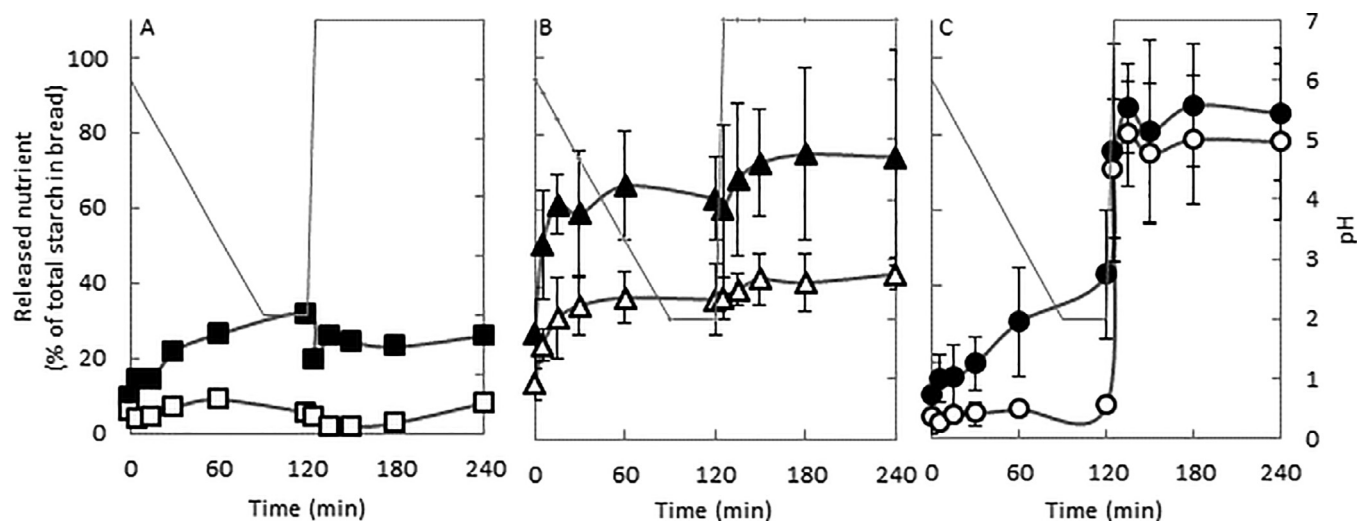 Released nutrient
(% of total starch in bread)
100
80
60
40
20
0
A
B
C
7
6
5
4
3
2
1
0
pH
0 60 120 180 240 0 60 120 180 240 0 60 120 180 240
Time (min) Time (min) Time (min)